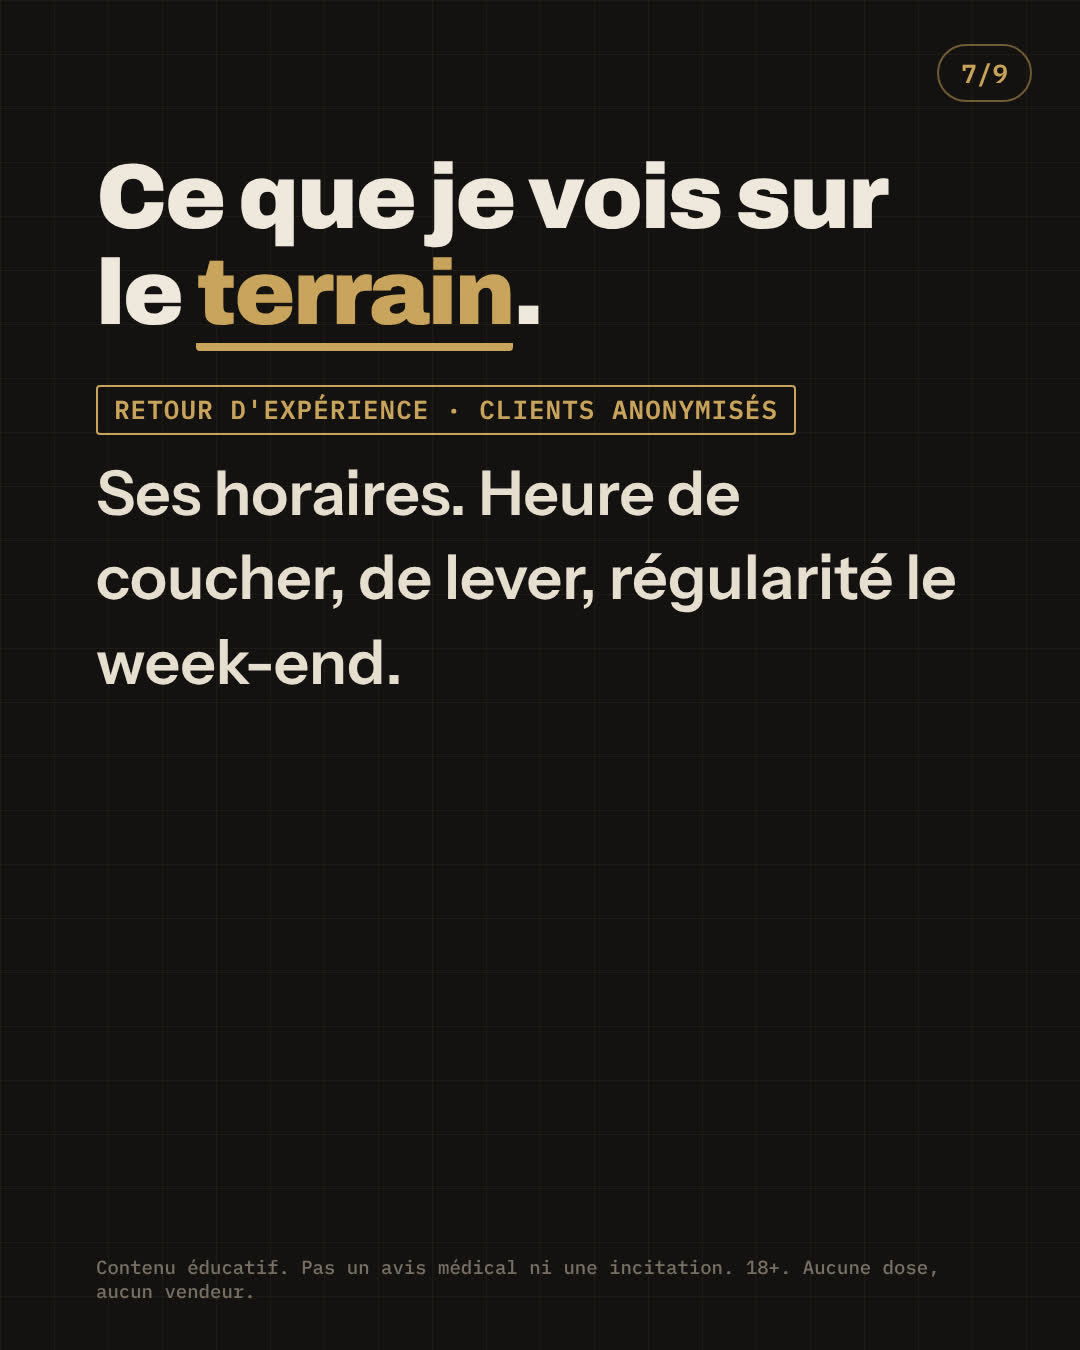 7/9
Ce que je vois sur
le terrain.
RETOUR D'EXPÉRIENCE · CLIENTS ANONYMISÉS
Ses horaires. Heure de
coucher, de lever, régularité le
week-end.
Contenu éducatif. Pas un avis médical ni une incitation. 18+. Aucune dose,
aucun vendeur.